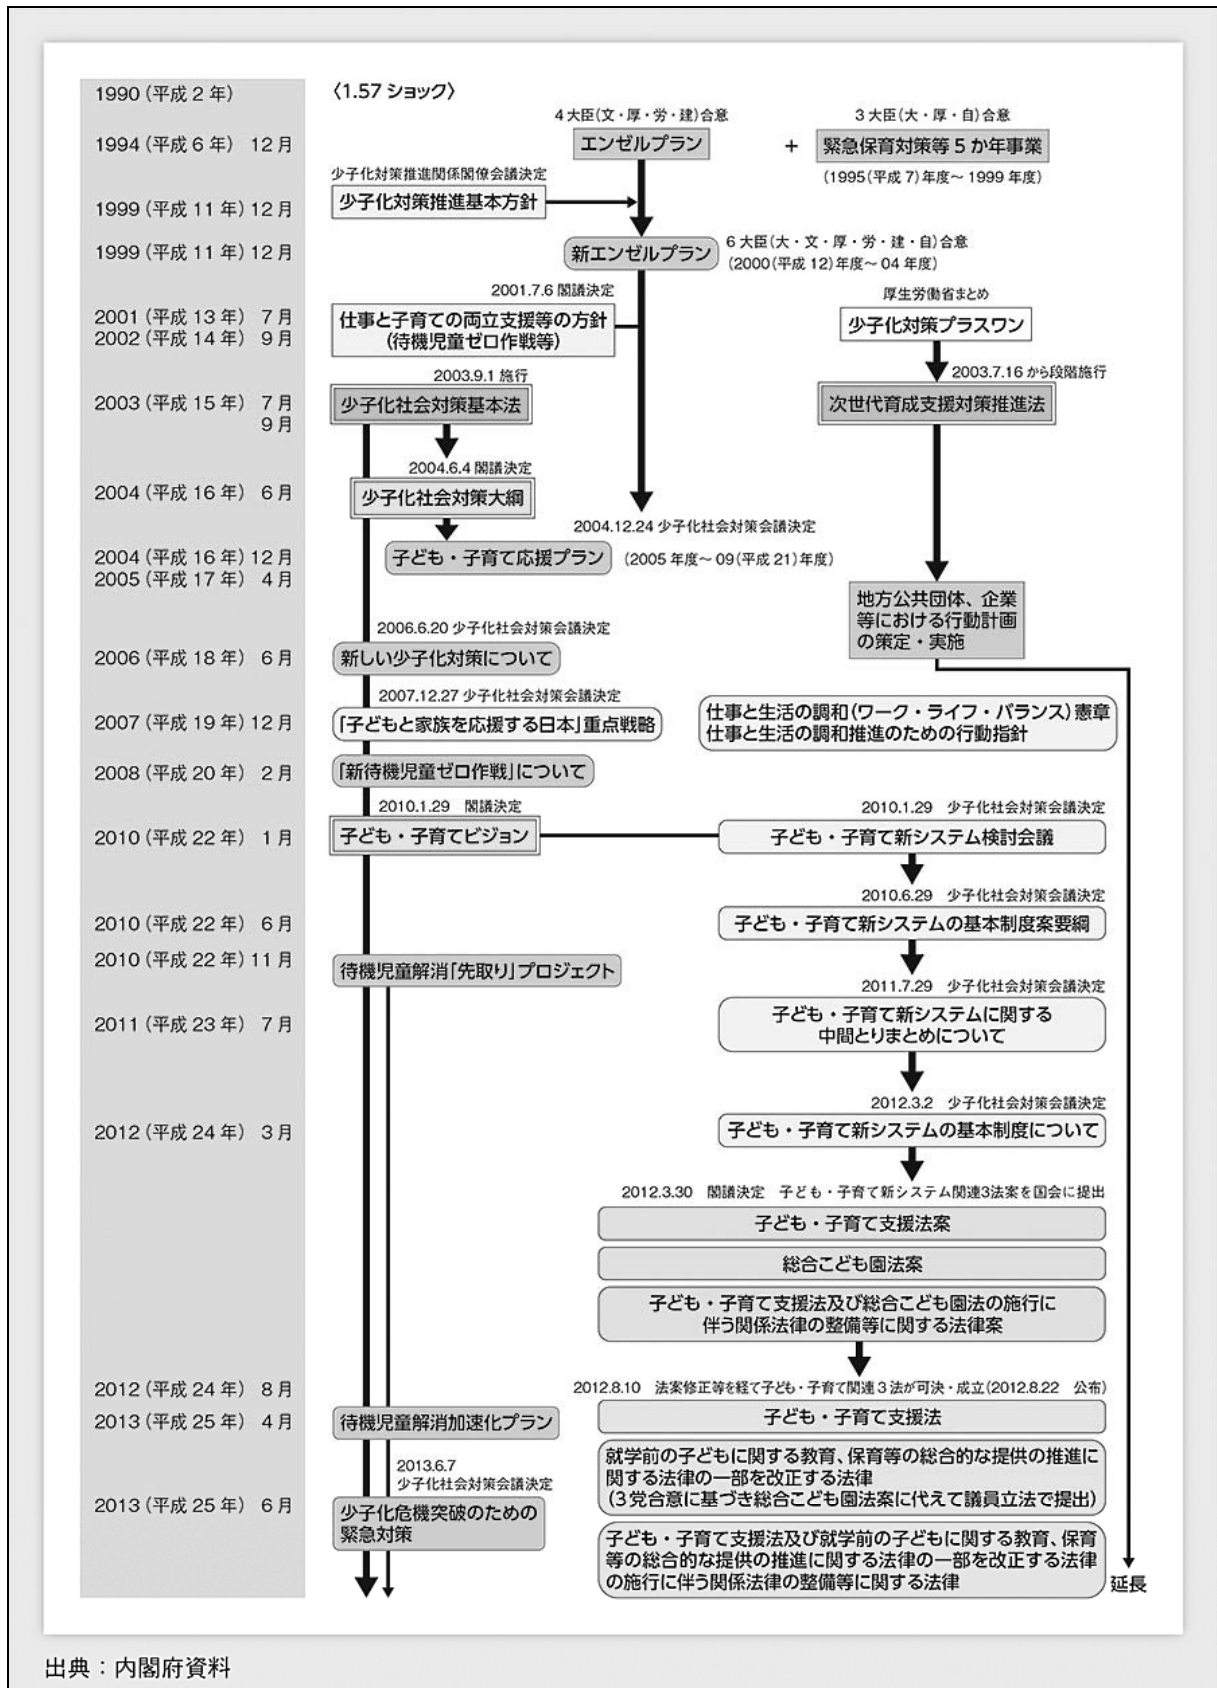 1990（平成 2 年）
〈1.57 ショック〉
4 大臣（文・厚・労・建）合意
3 大臣（大・厚・自）合意
1994（平成 6 年） 12 月
エンゼルプラン
+
緊急保育対策等 5 か年事業
（1995（平成 7）年度～ 1999 年度）
少子化対策推進関係閣僚会議決定
1999（平成 11 年）12 月
少子化対策推進基本方針
1999（平成 11 年）12 月
新エンゼルプラン
6 大臣（大・文・厚・労・建・自）合意
（2000（平成 12）年度～ 04 年度）
2001.7.6 閣議決定
厚生労働省まとめ
2001（平成 13 年） 7 月
2002（平成 14 年） 9 月
仕事と子育ての両立支援等の方針
（待機児童ゼロ作戦等）
少子化対策プラスワン
2003.9.1 施行
2003.7.16 から段階施行
2003（平成 15 年） 7 月
9 月
少子化社会対策基本法
次世代育成支援対策推進法
2004.6.4 閣議決定
2004（平成 16 年） 6 月
少子化社会対策大綱
2004.12.24 少子化社会対策会議決定
2004（平成 16 年）12 月
2005（平成 17 年） 4 月
子ども・子育て応援プラン
（2005 年度～ 09（平成 21）年度）
地方公共団体、企業
等における行動計画
の策定・実施
2006.6.20 少子化社会対策会議決定
2006（平成 18 年） 6 月
新しい少子化対策について
2007.12.27 少子化社会対策会議決定
2007（平成 19 年）12 月
「子どもと家族を応援する日本」重点戦略
仕事と生活の調和（ワーク・ライフ・バランス）憲章
仕事と生活の調和推進のための行動指針
2008（平成 20 年） 2 月
「新待機児童ゼロ作戦」について
2010.1.29 閣議決定
2010.1.29 少子化社会対策会議決定
2010（平成 22 年） 1 月
子ども・子育てビジョン
子ども・子育て新システム検討会議
2010.6.29 少子化社会対策会議決定
2010（平成 22 年） 6 月
子ども・子育て新システムの基本制度案要綱
2010（平成 22 年）11 月
待機児童解消「先取り」プロジェクト
2011.7.29 少子化社会対策会議決定
2011（平成 23 年） 7 月
子ども・子育て新システムに関する
中間とりまとめについて
2012.3.2 少子化社会対策会議決定
2012（平成 24 年） 3 月
子ども・子育て新システムの基本制度について
2012.3.30 閣議決定 子ども・子育て新システム関連3法案を国会に提出
子ども・子育て支援法案
総合こども園法案
子ども・子育て支援法及び総合こども園法の施行に
伴う関係法律の整備等に関する法律案
2012（平成 24 年） 8 月
2012.8.10 法案修正等を経て子ども・子育て関連 3 法が可決・成立（2012.8.22 公布）
2013（平成 25 年） 4 月
待機児童解消加速化プラン
子ども・子育て支援法
2013.6.7
少子化社会対策会議決定
就学前の子どもに関する教育、保育等の総合的な提供の推進に
関する法律の一部を改正する法律
（3 党合意に基づき総合こども園法案に代えて議員立法で提出）
2013（平成 25 年） 6 月
少子化危機突破のための
緊急対策
子ども・子育て支援法及び就学前の子どもに関する教育、保育
等の総合的な提供の推進に関する法律の一部を改正する法律
の施行に伴う関係法律の整備等に関する法律
延長
出典：内閣府資料